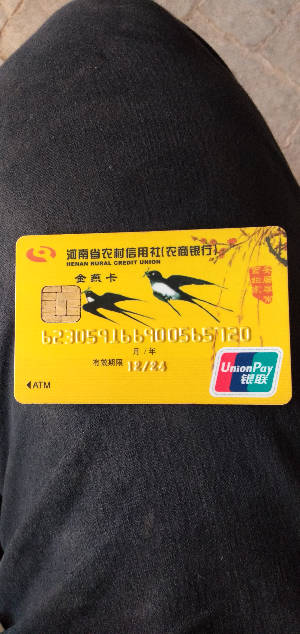 河南省农村信用社(农商银行)
HENAN RURAL CREDIT UNION
金燕卡
623059166900565720
月 / 年
有效期限 12/24
ATM
UnionPay
银联